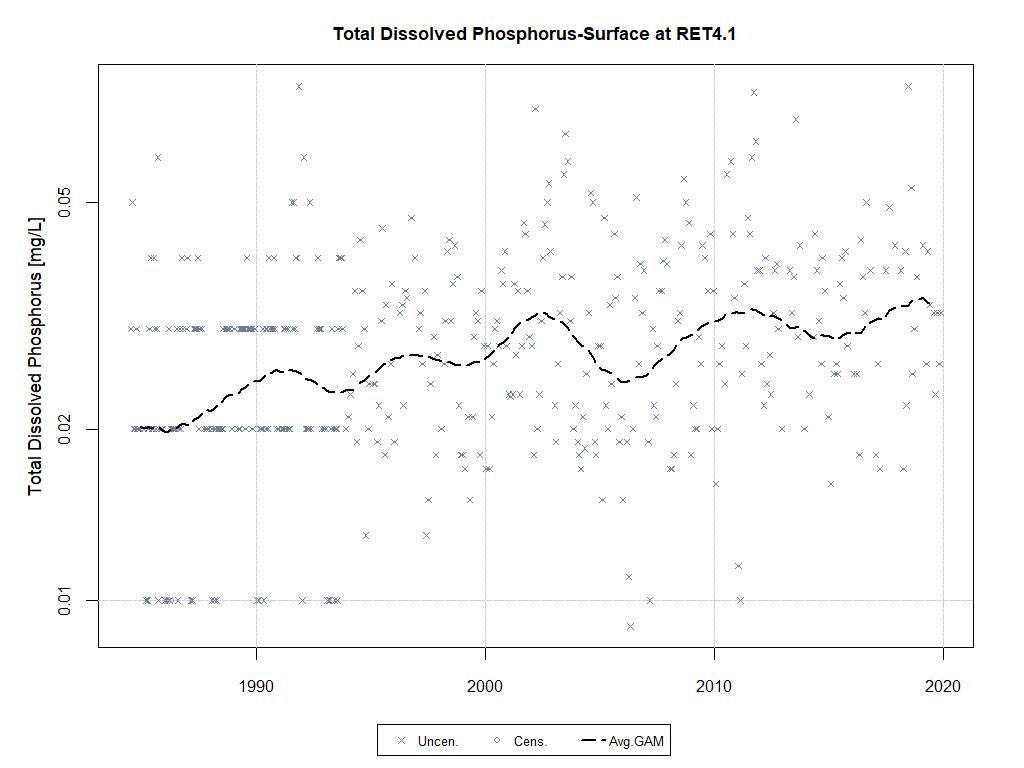 Total Dissolved Phosphorus-Surface at RET4.1
Total Dissolved Phosphorus [mg/L]
0.05
0.02
0.01
1990 2000 2010 2020
Uncen. Cens. Avg.GAM